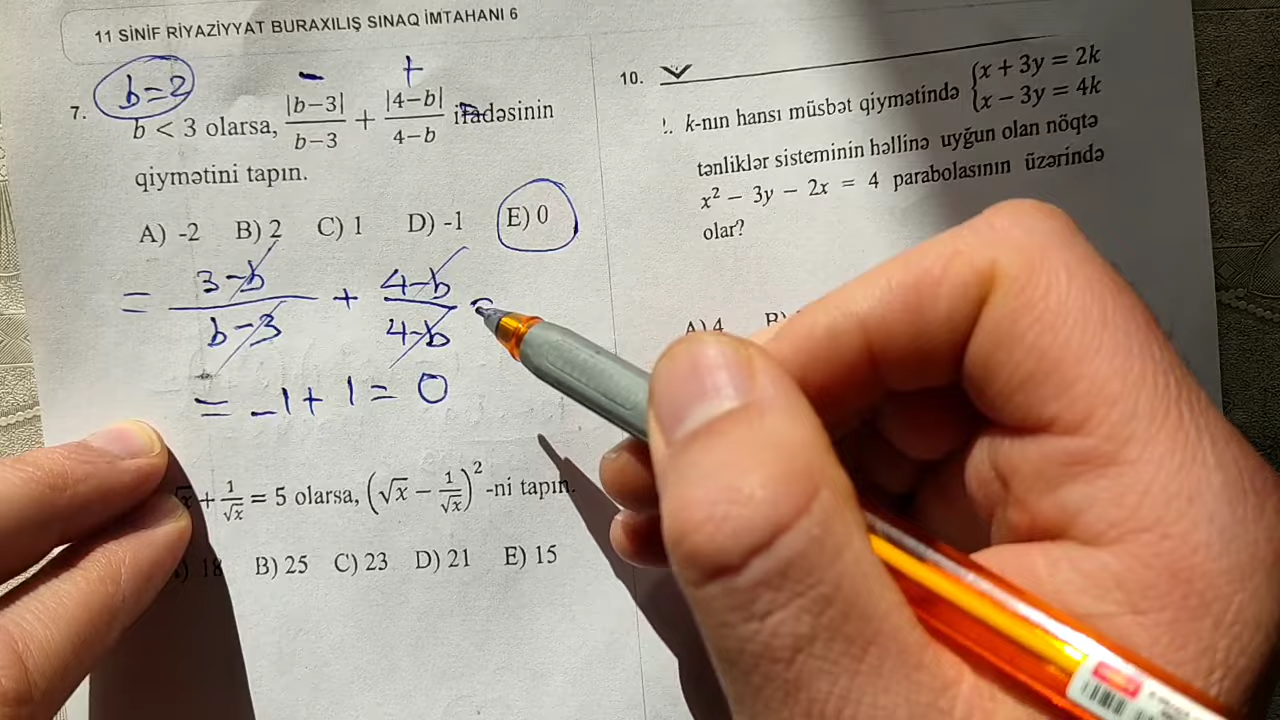 11 SİNİF RİYAZİYYAT BURAXILIŞ SINAQ İMTAHANI 6
b=2
− +
7. b < 3 olarsa, |b−3|/b−3 + |4−b|/4−b ifadəsinin
qiymətini tapın.
A) -2 B) 2 C) 1 D) -1 E) 0
= 3-b/b-3 + 4-b/4-b
= -1+1=0
+ 1/√x = 5 olarsa, (√x − 1/√x)² -ni tapın.
18 B) 25 C) 23 D) 21 E) 15
10.
k-nın hansı müsbət qiymətində {x + 3y = 2k
x − 3y = 4k
tənliklər sisteminin həllinə uyğun olan nöqtə
x² − 3y − 2x = 4 parabolasının üzərində
olar?
A) 4 B)